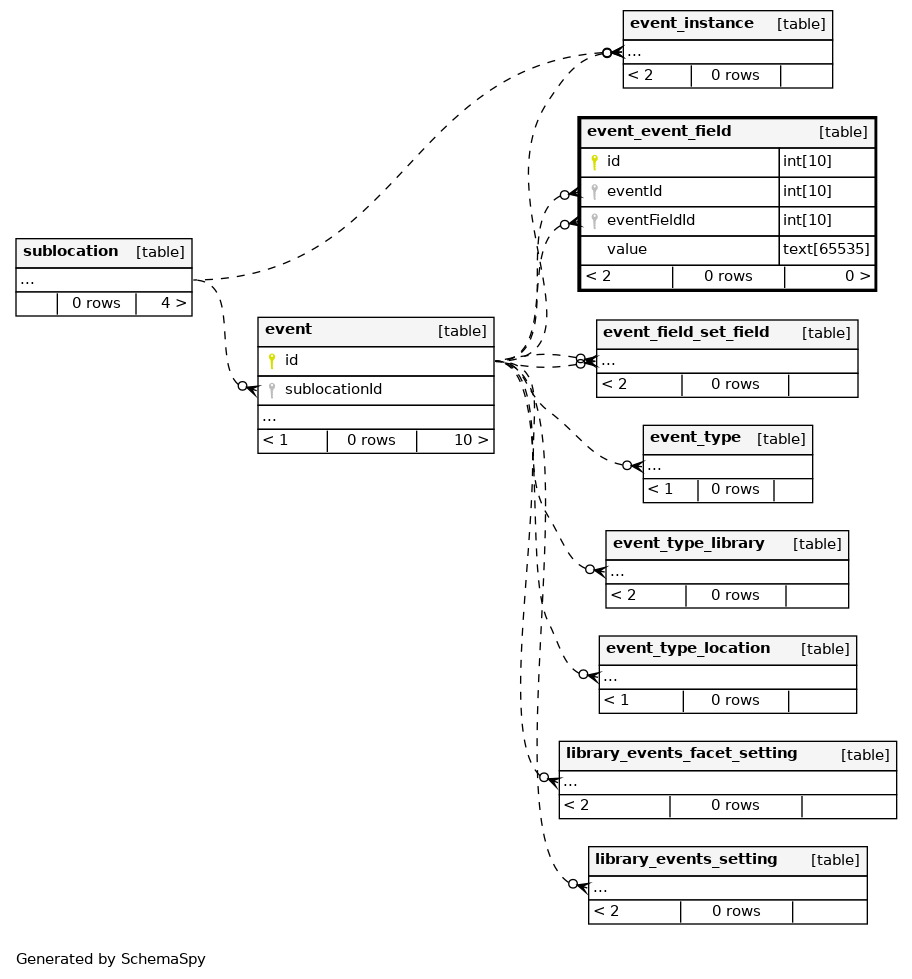 event_instance [table]
...
< 2 0 rows
event_event_field [table]
id int[10]
eventId int[10]
eventFieldId int[10]
value text[65535]
< 2 0 rows 0 >
sublocation [table]
...
0 rows 4 >
event [table]
id
sublocationId
...
< 1 0 rows 10 >
event_field_set_field [table]
...
< 2 0 rows
event_type [table]
...
< 1 0 rows
event_type_library [table]
...
< 2 0 rows
event_type_location [table]
...
< 1 0 rows
library_events_facet_setting [table]
...
< 2 0 rows
library_events_setting [table]
...
< 2 0 rows
Generated by SchemaSpy